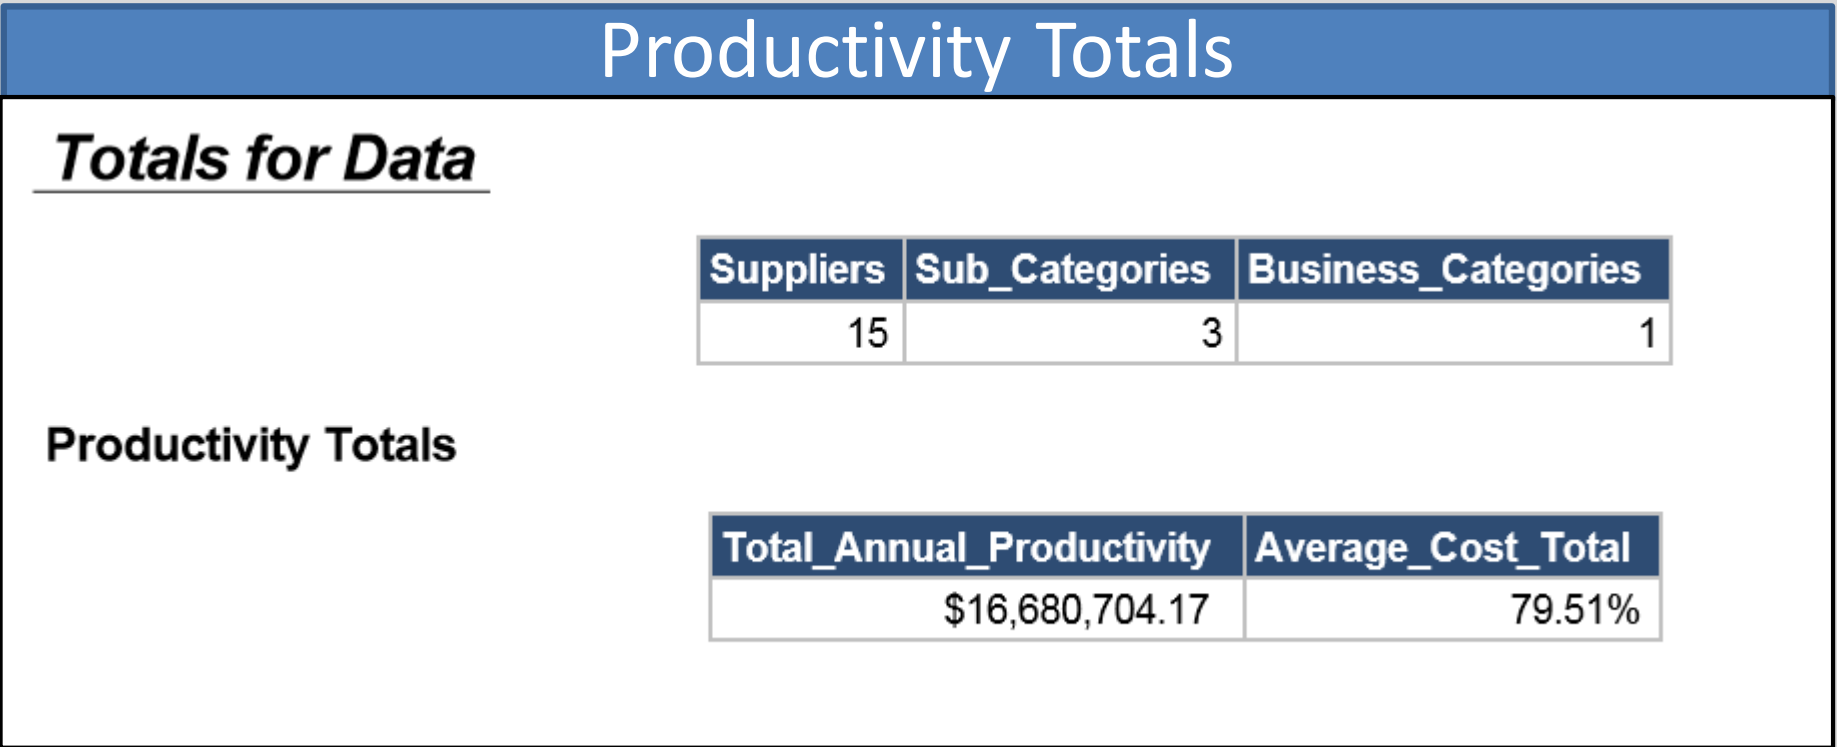 Productivity Totals
Totals for Data
Suppliers Sub_Categories Business_Categories
15 3 1
Productivity Totals
Total_Annual_Productivity Average_Cost_Total
$16,680,704.17 79.51%